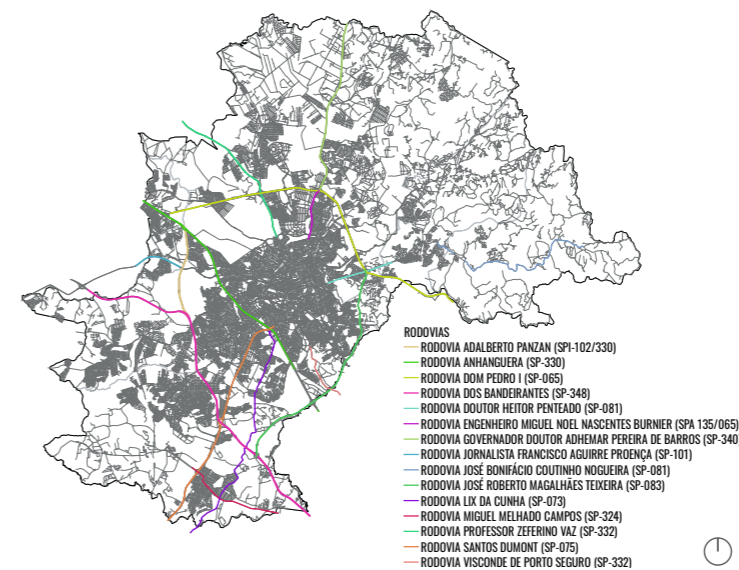 RODOVIAS
RODOVIA ADALBERTO PANZAN (SPI-102/330)
RODOVIA ANHANGUERA (SP-330)
RODOVIA DOM PEDRO I (SP-065)
RODOVIA DOS BANDEIRANTES (SP-348)
RODOVIA DOUTOR HEITOR PENTEADO (SP-081)
RODOVIA ENGENHEIRO MIGUEL NOEL NASCENTES BURNIER (SPA 135/065)
RODOVIA GOVERNADOR DOUTOR ADHEMAR PEREIRA DE BARROS (SP-340)
RODOVIA JORNALISTA FRANCISCO AGUIRRE PROENÇA (SP-101)
RODOVIA JOSÉ BONIFÁCIO COUTINHO NOGUEIRA (SP-081)
RODOVIA JOSÉ ROBERTO MAGALHÃES TEIXEIRA (SP-083)
RODOVIA LIX DA CUNHA (SP-073)
RODOVIA MIGUEL MELHADO CAMPOS (SP-324)
RODOVIA PROFESSOR ZEFERINO VAZ (SP-332)
RODOVIA SANTOS DUMONT (SP-075)
RODOVIA VISCONDE DE PORTO SEGURO (SP-332)